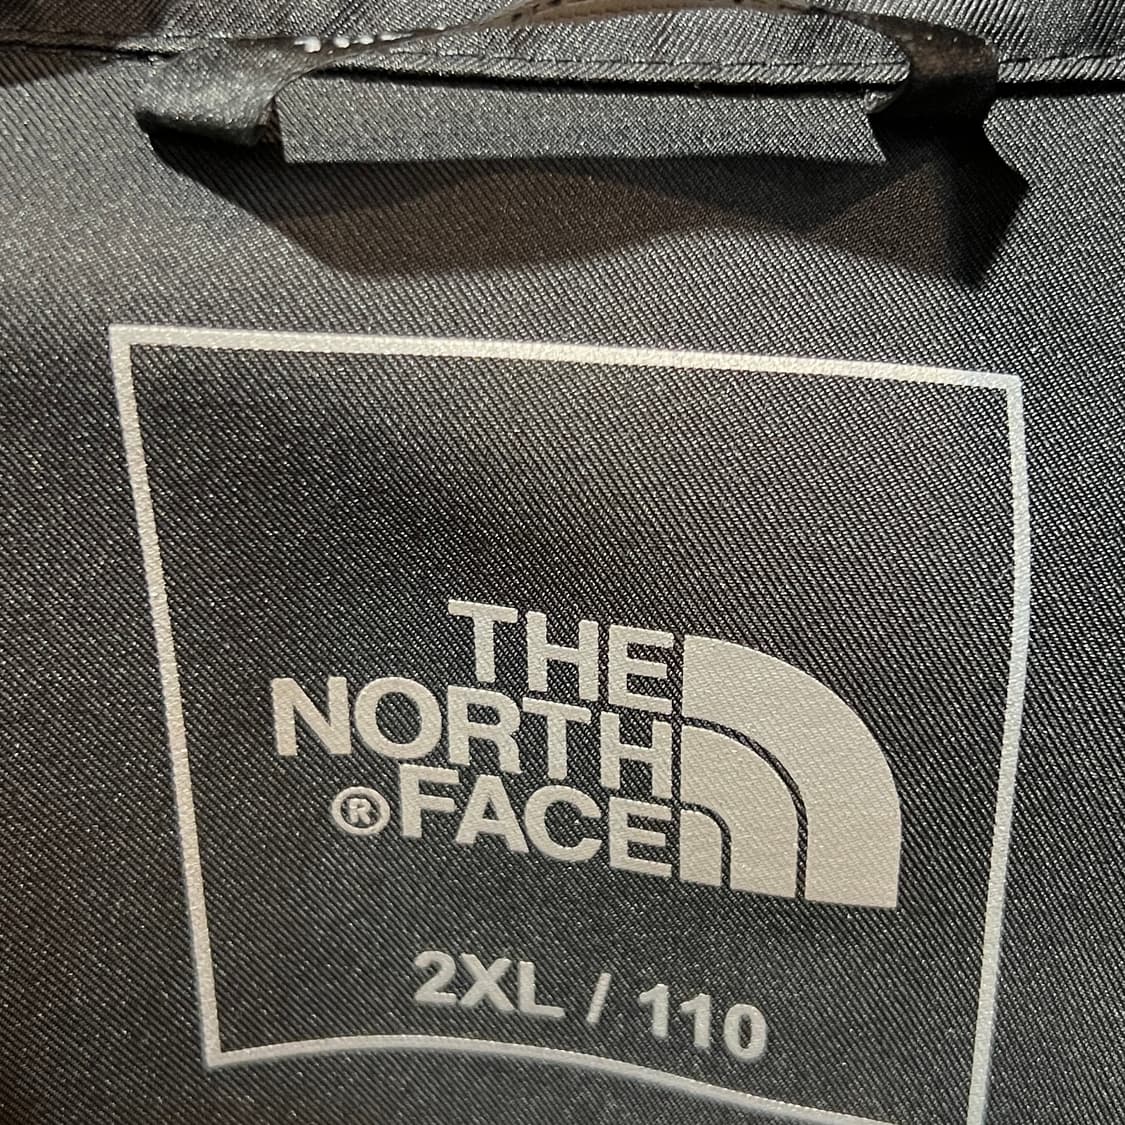 THE
NORTH
®FACE
2XL / 110